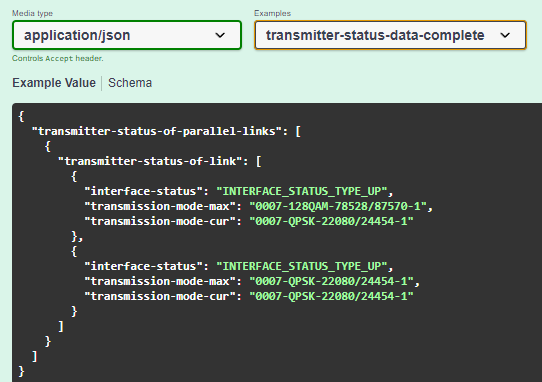 Media type
Examples
application/json
transmitter-status-data-complete
Controls Accept header.
Example Value | Schema
{
  "transmitter-status-of-parallel-links": [
    {
      "transmitter-status-of-link": [
        {
          "interface-status": "INTERFACE_STATUS_TYPE_UP",
          "transmission-mode-max": "0007-128QAM-78528/87570-1",
          "transmission-mode-cur": "0007-QPSK-22080/24454-1"
        },
        {
          "interface-status": "INTERFACE_STATUS_TYPE_UP",
          "transmission-mode-max": "0007-QPSK-22080/24454-1",
          "transmission-mode-cur": "0007-QPSK-22080/24454-1"
        }
      ]
    }
  ]
}